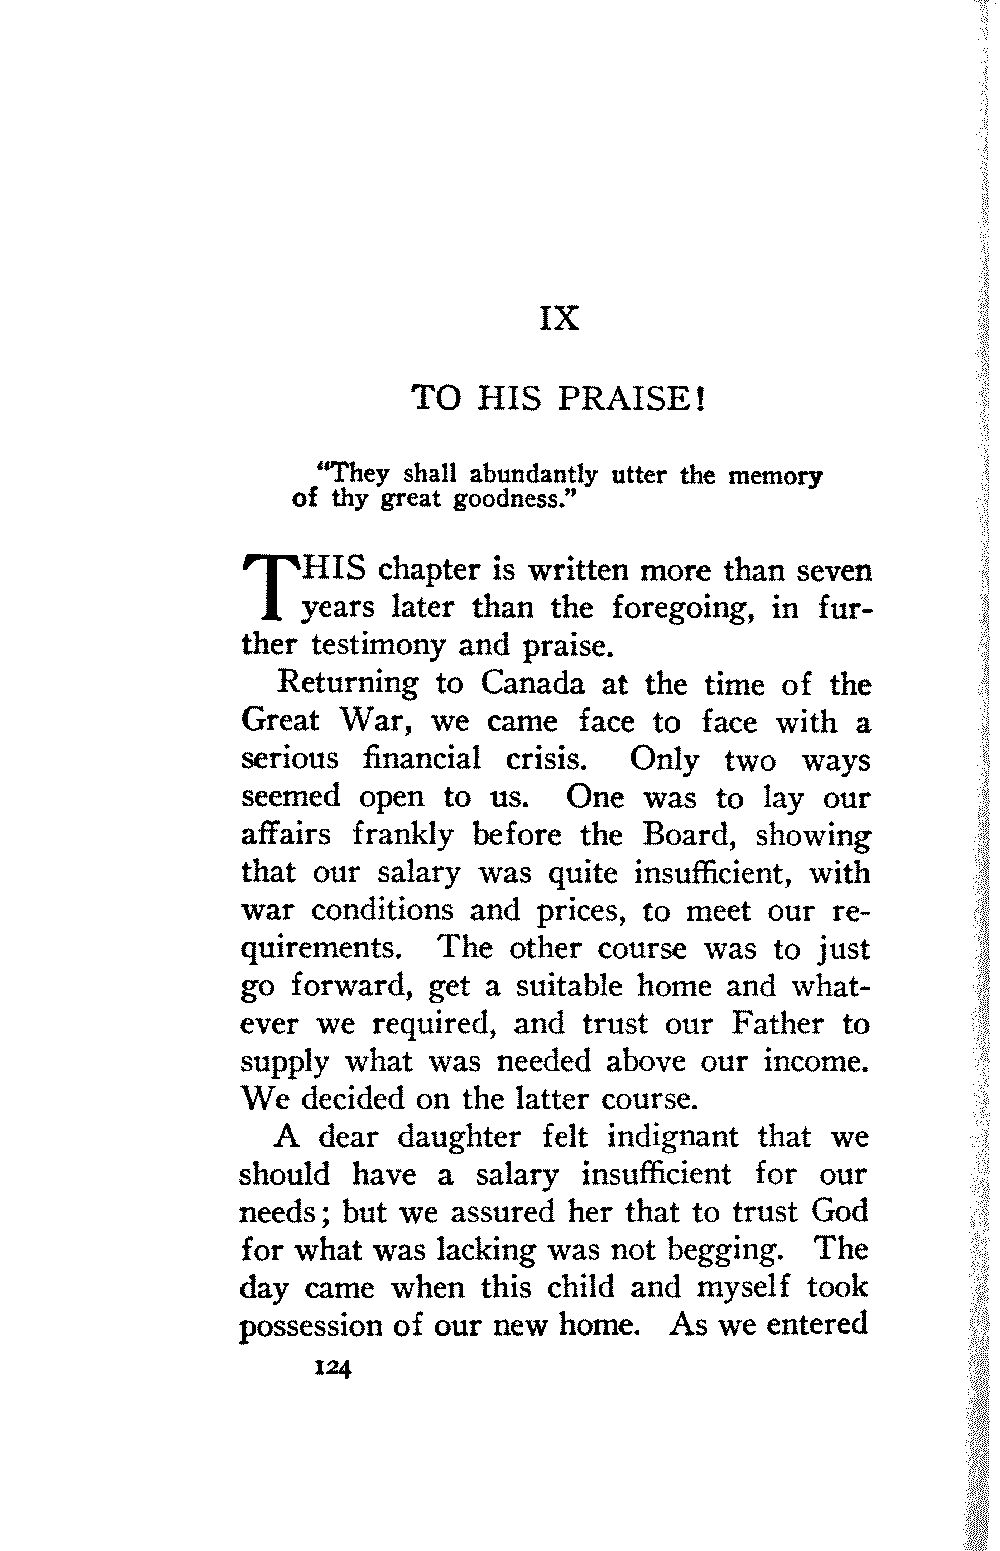 IX
TO HIS PRAISE!
“They shall abundantly utter the memory
of thy great goodness.”
THIS chapter is written more than seven
years later than the foregoing, in fur-
ther testimony and praise.
Returning to Canada at the time of the
Great War, we came face to face with a
serious financial crisis. Only two ways
seemed open to us. One was to lay our
affairs frankly before the Board, showing
that our salary was quite insufficient, with
war conditions and prices, to meet our re-
quirements. The other course was to just
go forward, get a suitable home and what-
ever we required, and trust our Father to
supply what was needed above our income.
We decided on the latter course.
A dear daughter felt indignant that we
should have a salary insufficient for our
needs; but we assured her that to trust God
for what was lacking was not begging. The
day came when this child and myself took
possession of our new home. As we entered
124